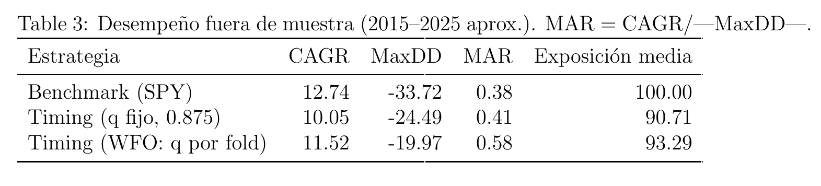 Table 3: Desempeño fuera de muestra (2015–2025 aprox.). MAR = CAGR/—MaxDD—.
Estrategia CAGR MaxDD MAR Exposición media
Benchmark (SPY) 12.74 -33.72 0.38 100.00
Timing (q fijo, 0.875) 10.05 -24.49 0.41 90.71
Timing (WFO: q por fold) 11.52 -19.97 0.58 93.29